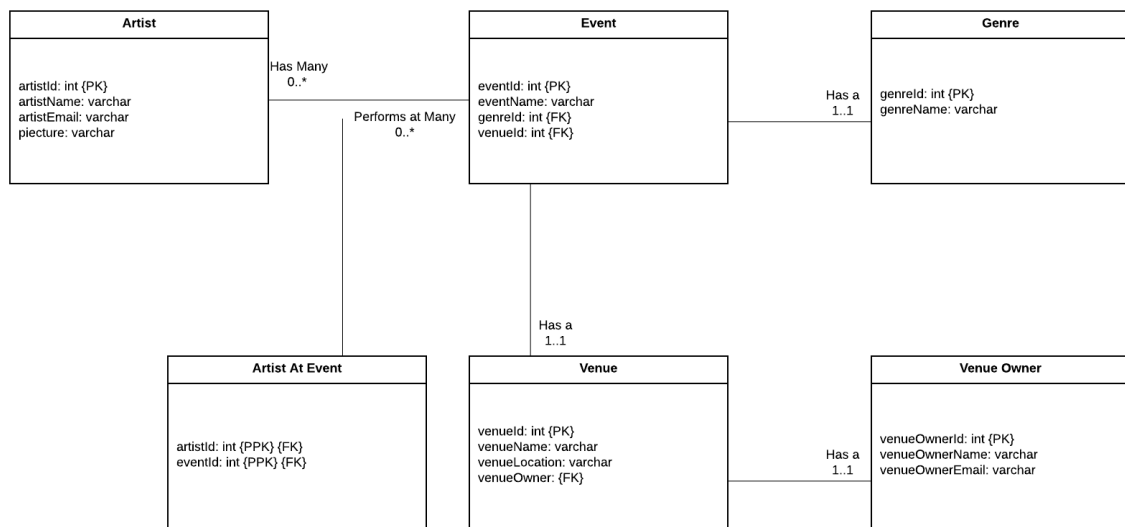 Artist
artistId: int {PK}
artistName: varchar
artistEmail: varchar
piecture: varchar
Has Many
0..*
Performs at Many
0..*
Event
eventId: int {PK}
eventName: varchar
genreId: int {FK}
venueId: int {FK}
Has a
1..1
Genre
genreId: int {PK}
genreName: varchar
Has a
1..1
Artist At Event
artistId: int {PPK} {FK}
eventId: int {PPK} {FK}
Venue
venueId: int {PK}
venueName: varchar
venueLocation: varchar
venueOwner: {FK}
Has a
1..1
Venue Owner
venueOwnerId: int {PK}
venueOwnerName: varchar
venueOwnerEmail: varchar